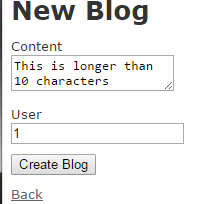 New Blog
Content
This is longer than
10 characters
User
1
Create Blog
Back